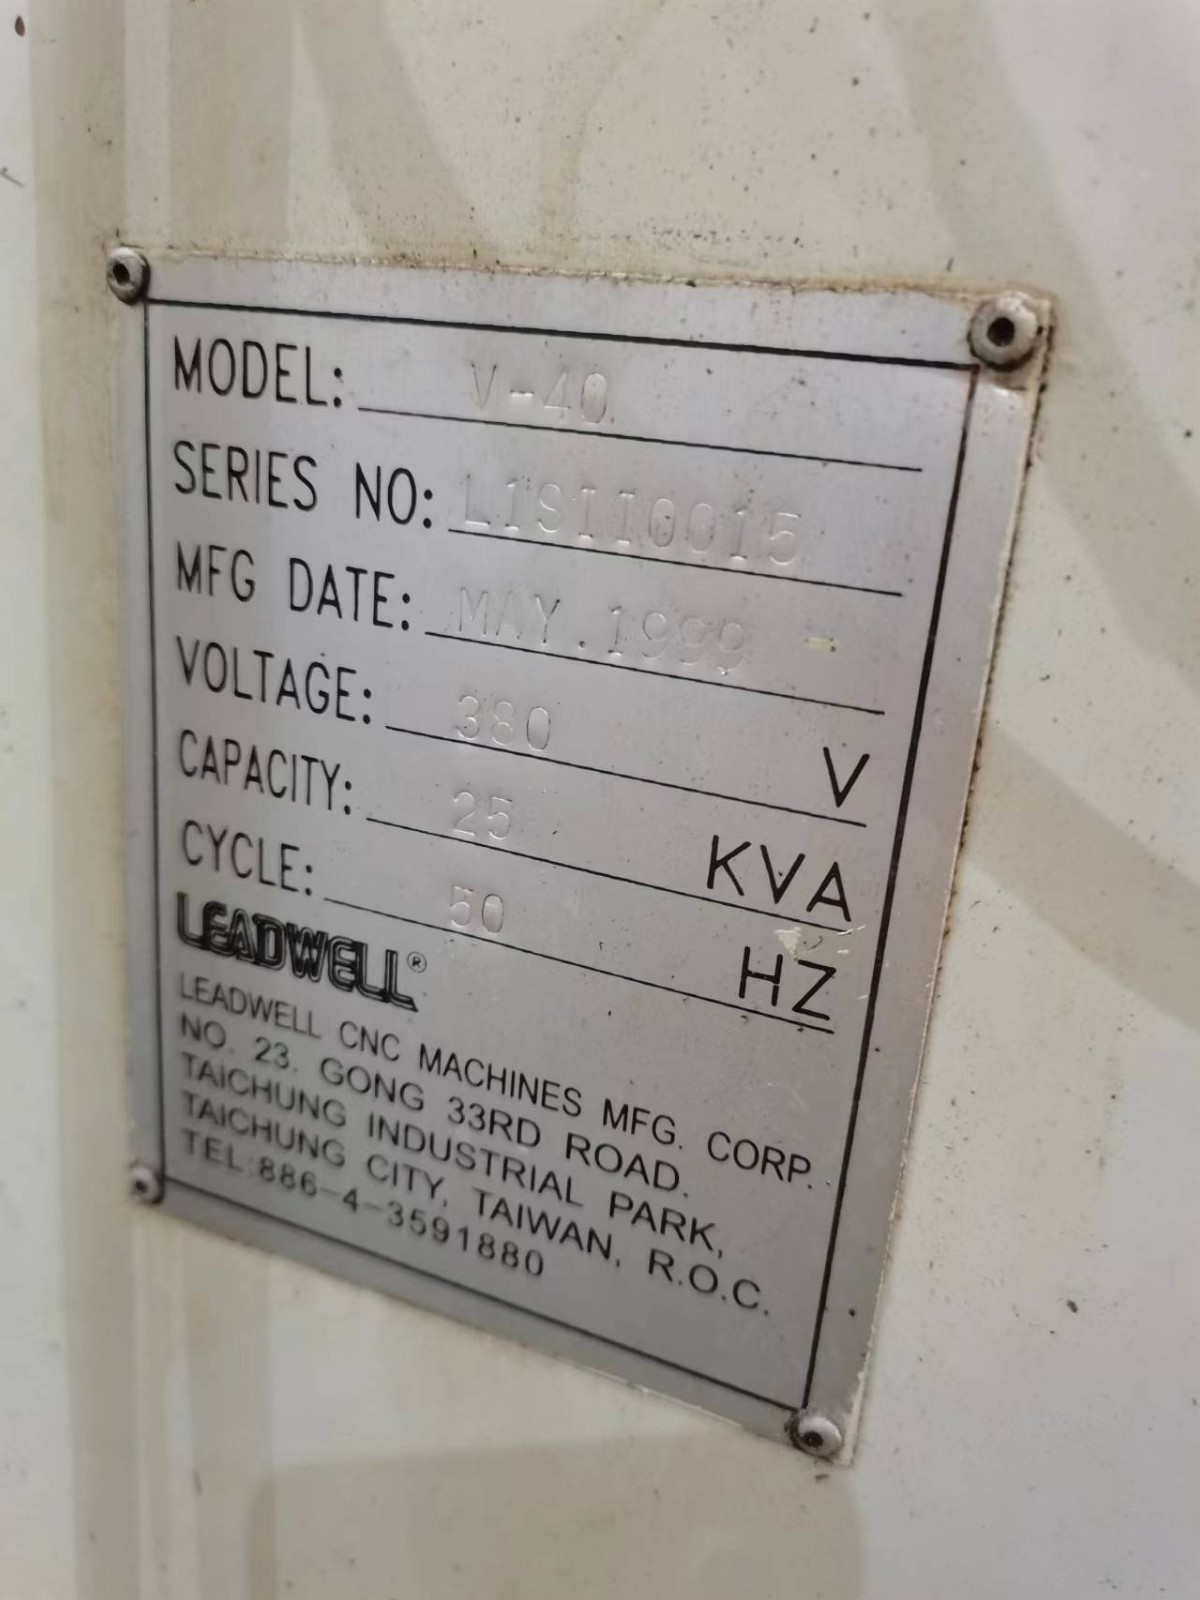 MODEL: V-40
SERIES NO: L1SII0015
MFG DATE: MAY.1999
VOLTAGE: 380 V
CAPACITY: 25 KVA
CYCLE: 50 HZ
LEADWELL®
LEADWELL CNC MACHINES MFG. CORP.
NO. 23. GONG 33RD ROAD.
TAICHUNG INDUSTRIAL PARK,
TAICHUNG CITY, TAIWAN, R.O.C.
TEL:886-4-3591880